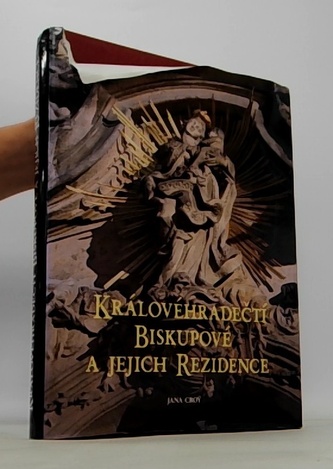 KRÁLOVÉHRADEČTÍ
BISKUPOVÉ
A JEJICH REZIDENCE
JANA CROY